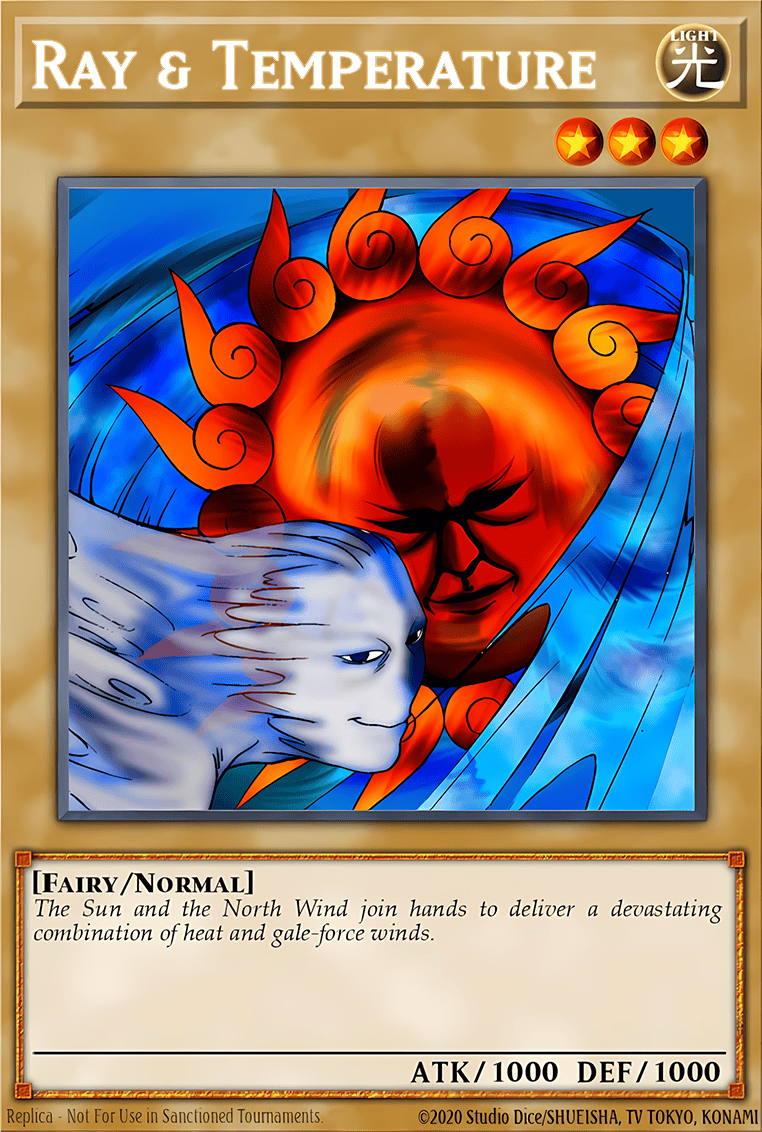 Ray & Temperature
LIGHT
光
[Fairy/Normal]
The Sun and the North Wind join hands to deliver a devastating
combination of heat and gale-force winds.
ATK/1000 DEF/1000
Replica - Not For Use in Sanctioned Tournaments.
©2020 Studio Dice/SHUEISHA, TV TOKYO, KONAMI